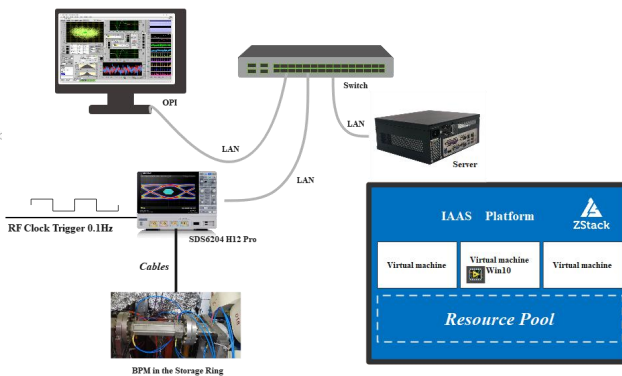 OPI
Switch
LAN
LAN
LAN
Server
RF Clock Trigger 0.1Hz
SDS6204 H12 Pro
Cables
BPM in the Storage Ring
IAAS Platform
ZStack
Virtual machine
Virtual machine
Win10
Virtual machine
Resource Pool